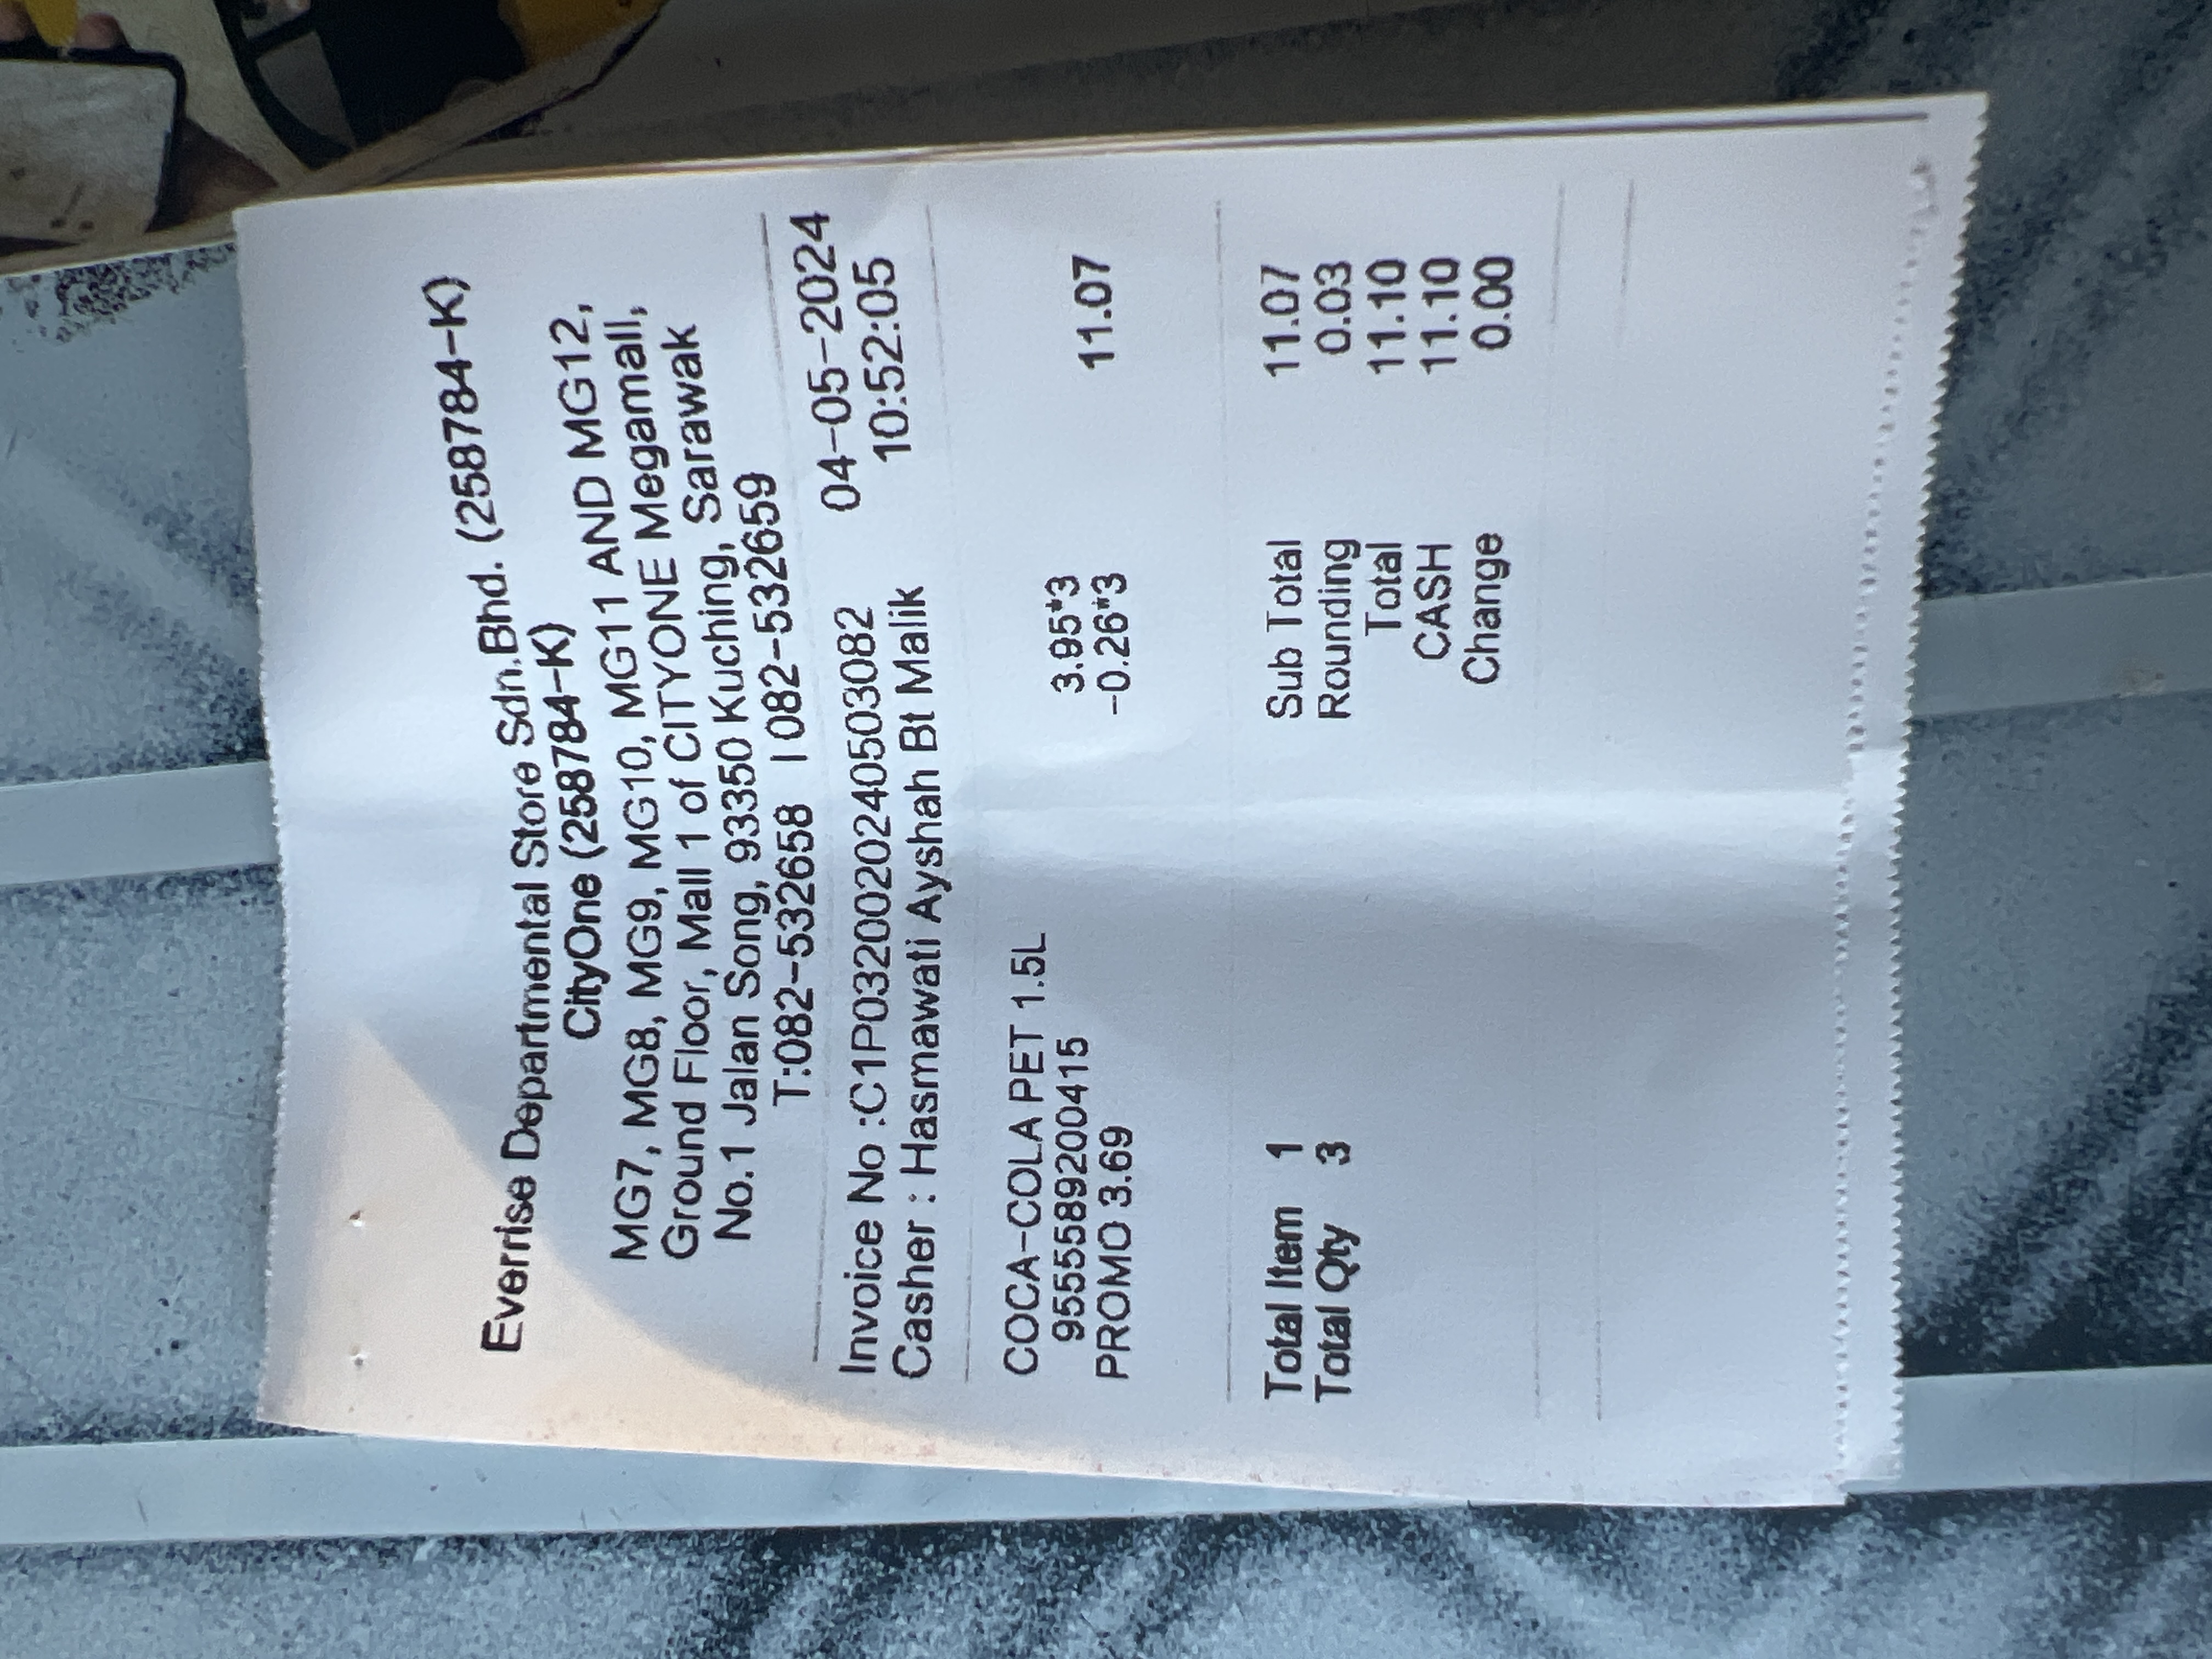 Everrise Departmental Store Sdn.Bhd. (258784-K)
CityOne (258784-K)
MG7, MG8, MG9, MG10, MG11 AND MG12,
Ground Floor, Mall 1 of CITYONE Megamall,
No.1 Jalan Song, 93350 Kuching, Sarawak
T:082-532658 | 082-532659
Invoice No :C1P0320020240503082 04-05-2024
Casher : Hasmawati Ayshah Bt Malik 10:52:05
COCA-COLA PET 1.5L
9555589200415 3.95*3
PROMO 3.69 -0.26*3 11.07
Total Item 1 Sub Total 11.07
Total Qty 3 Rounding 0.03
Total 11.10
CASH 11.10
Change 0.00